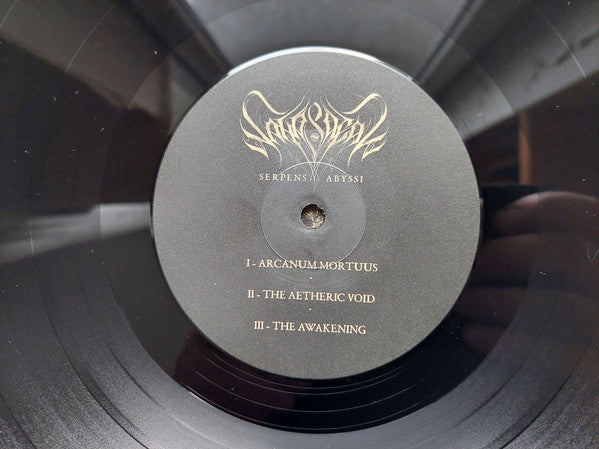 SERPENS ABYSSI
I - ARCANUM MORTUUS
II - THE AETHERIC VOID
III - THE AWAKENING